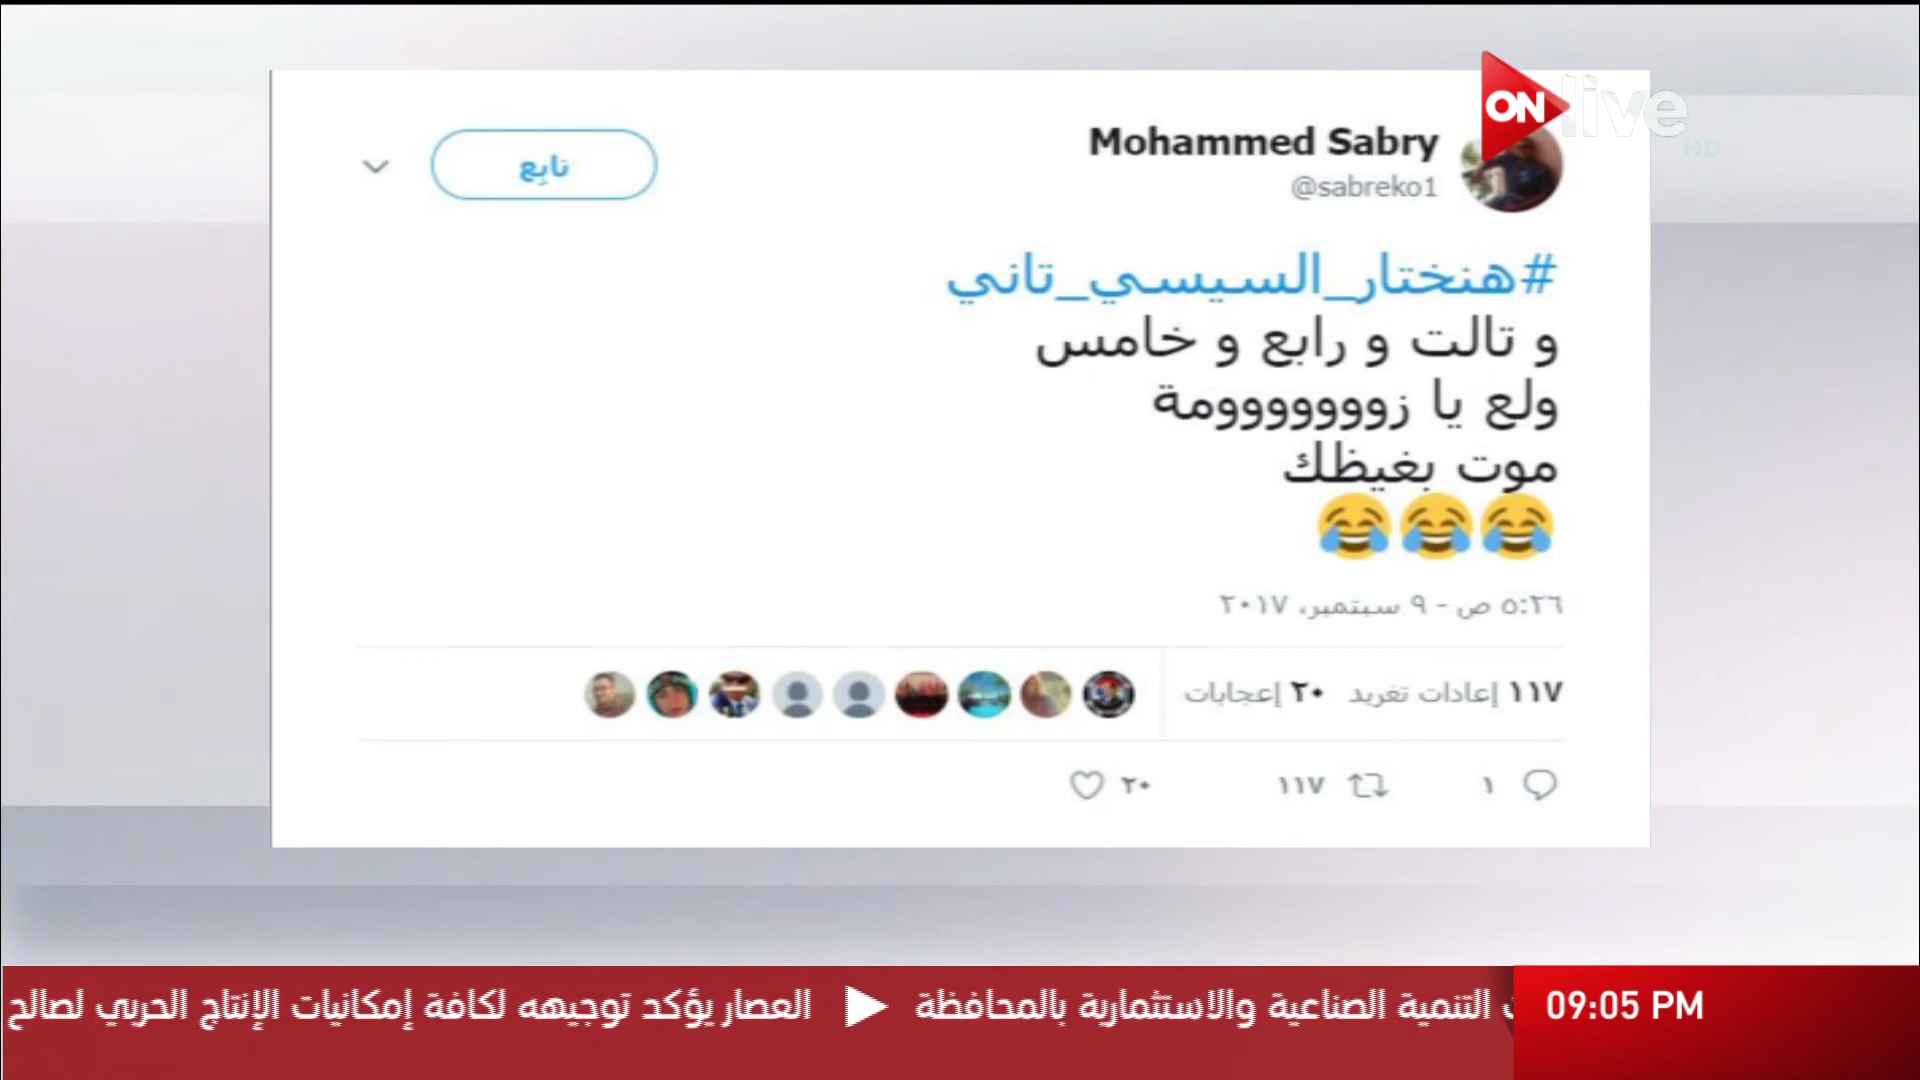 ON live
HD
Mohammed Sabry
@sabreko1
تابِع
#هنختار_السيسي_تاني
و تالت و رابع و خامس
ولع يا زوووووووومة
موت بغيظك
😂😂😂
٥:٢٦ ص - ٩ سبتمبر، ٢٠١٧
١١٧ إعادات تغريد ٢٠ إعجابات
١ ١١٧ ٢٠
التنمية الصناعية والاستثمارية بالمحافظة ◀ العصار يؤكد توجيهه لكافة إمكانيات الإنتاج الحربي لصالح
09:05 PM